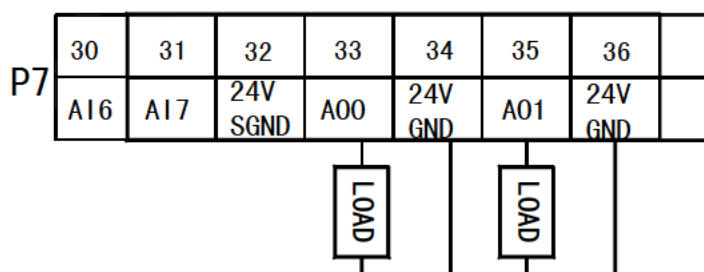 P7
30 31 32 33 34 35 36
AI6 AI7 24V SGND AO0 24V GND AO1 24V GND
LOAD LOAD